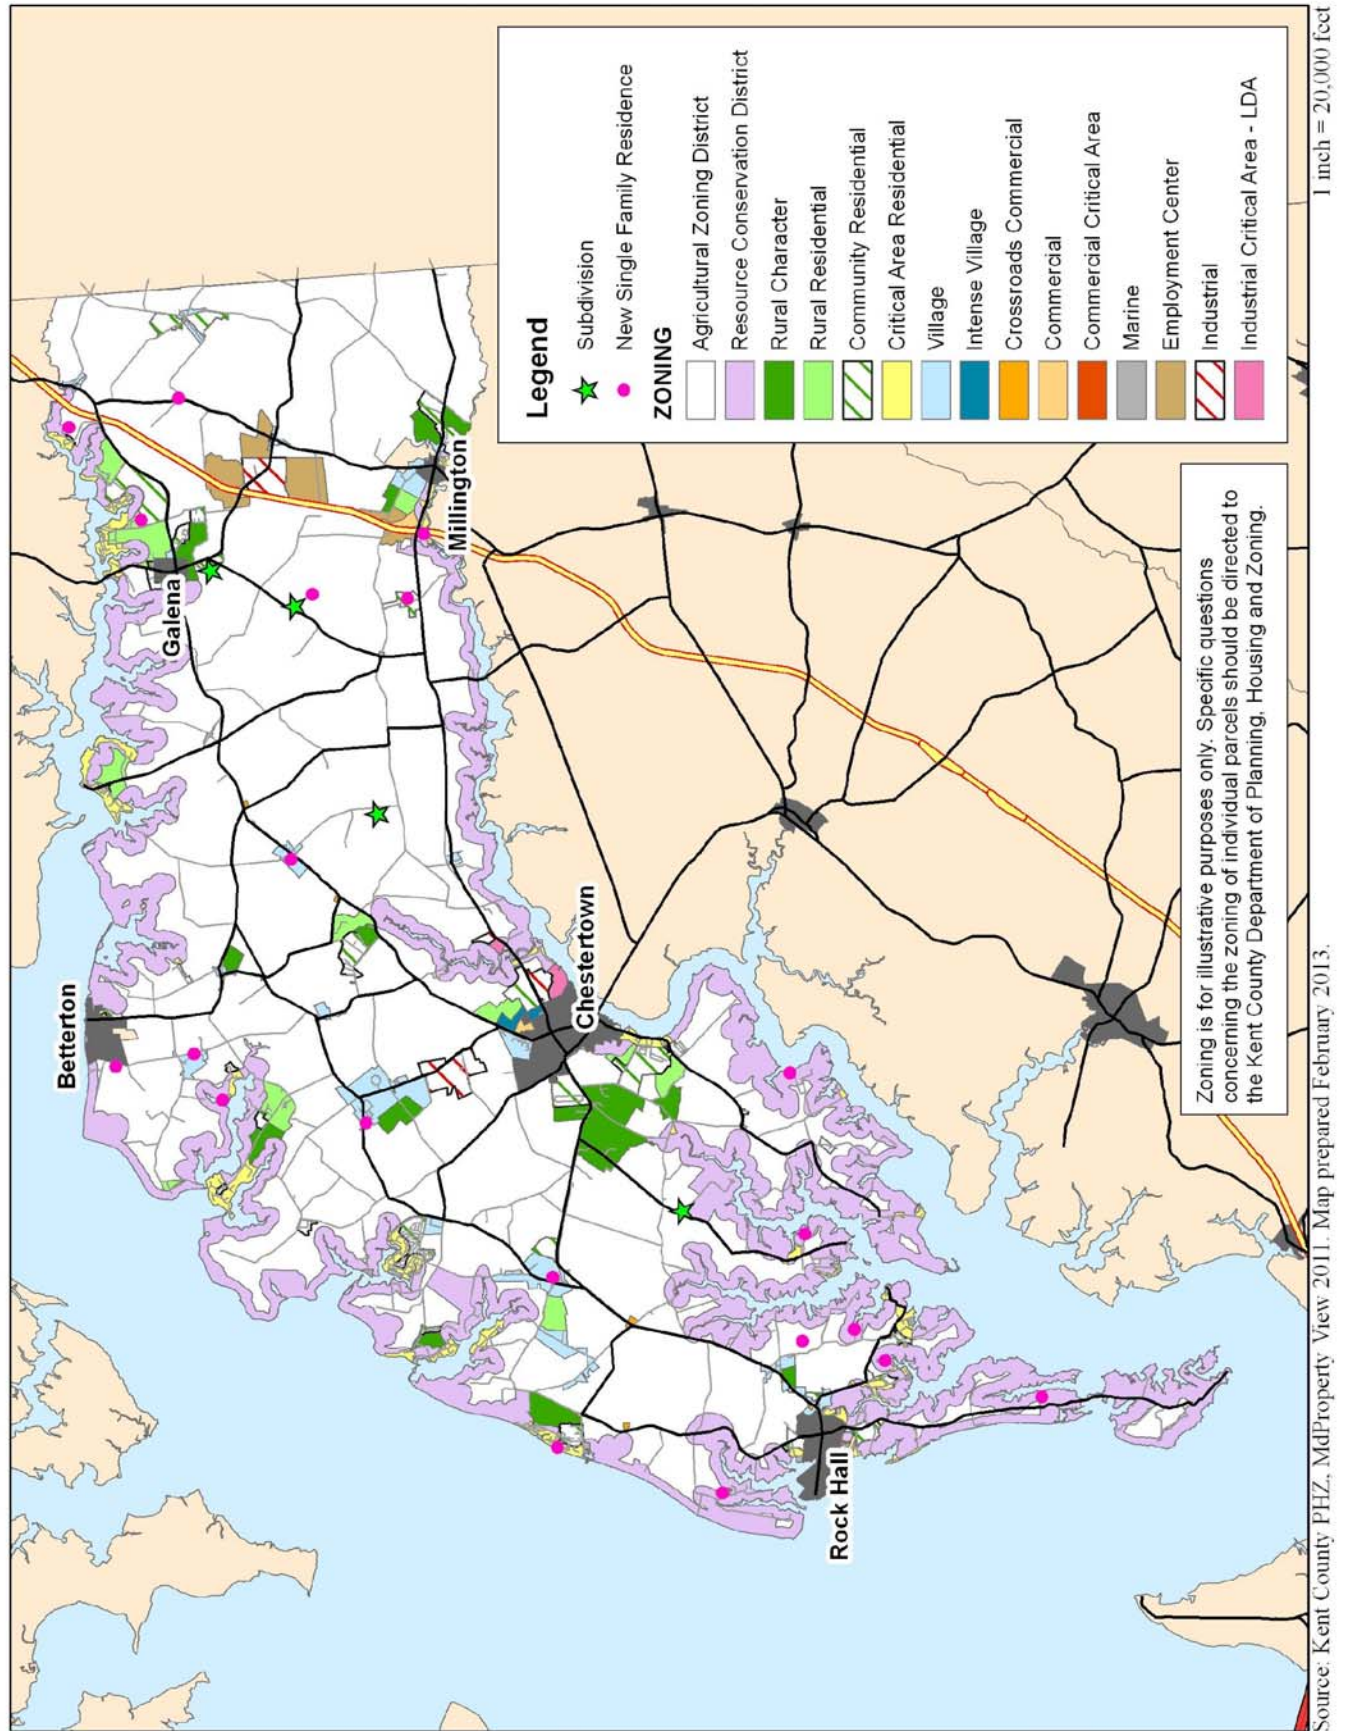 Betterton
Galena
Millington
Chestertown
Rock Hall
Legend
Subdivision
New Single Family Residence
ZONING
Agricultural Zoning District
Resource Conservation District
Rural Character
Rural Residential
Community Residential
Critical Area Residential
Village
Intense Village
Crossroads Commercial
Commercial
Commercial Critical Area
Marine
Employment Center
Industrial
Industrial Critical Area - LDA
Zoning is for illustrative purposes only. Specific questions
concerning the zoning of individual parcels should be directed to
the Kent County Department of Planning, Housing and Zoning.
Source: Kent County PHZ, MdProperty View 2011. Map prepared February 2013.
1 inch = 20,000 feet